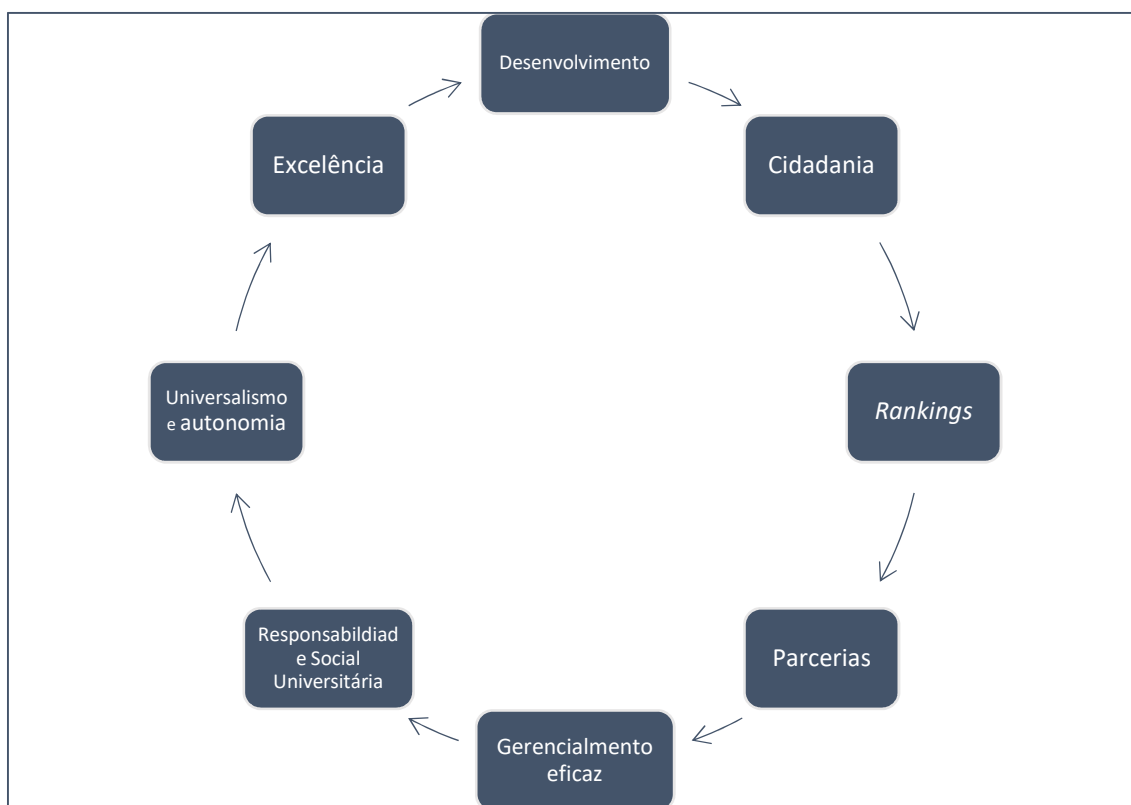 Desenvolvimento
Cidadania
Rankings
Parcerias
Gerencialmento
eficaz
Responsabildiad
e Social
Universitária
Universalismo
e autonomia
Excelência